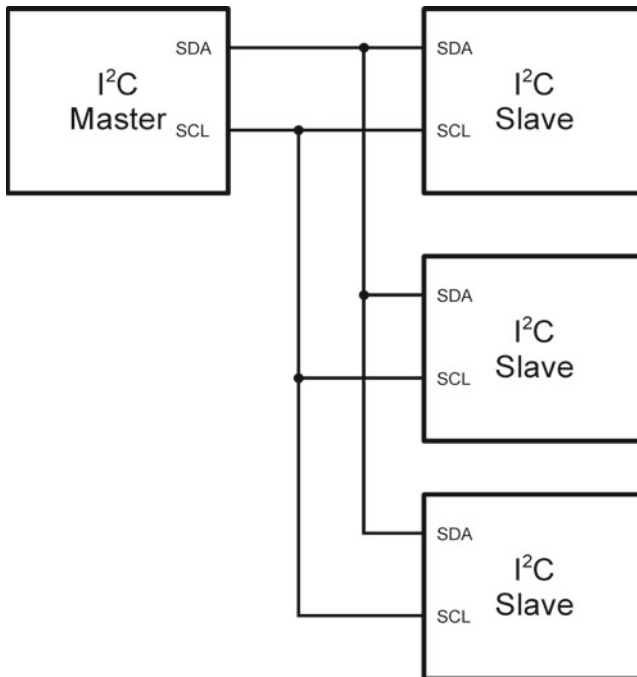 SDA
I²C
Master
SCL
SDA
I²C
Slave
SCL
SDA
I²C
Slave
SCL
SDA
I²C
Slave
SCL